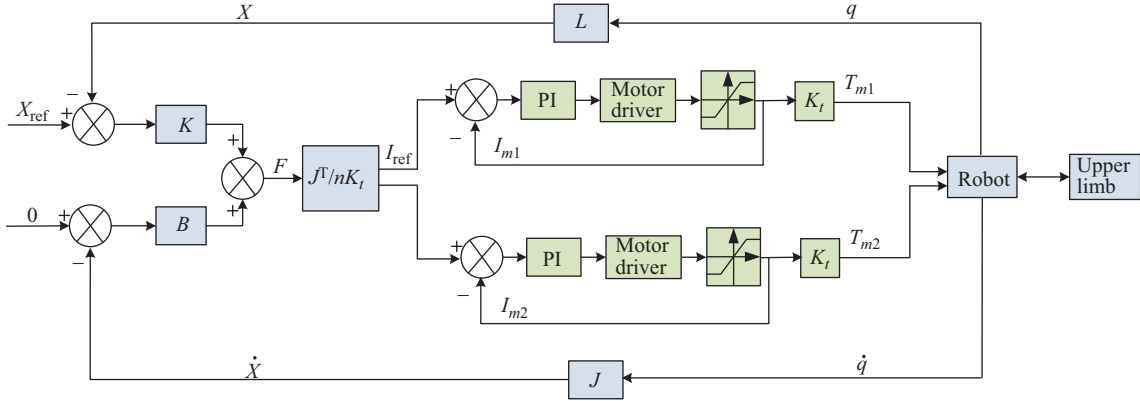 X
L
q
−
X_ref
+
K
+
+
−
PI
Motor
driver
K_t
T_m1
I_m1
F
J^T/nK_t
I_ref
Robot
Upper
limb
0
+
−
B
+
+
−
PI
Motor
driver
K_t
T_m2
I_m2
Ẋ
J
q̇